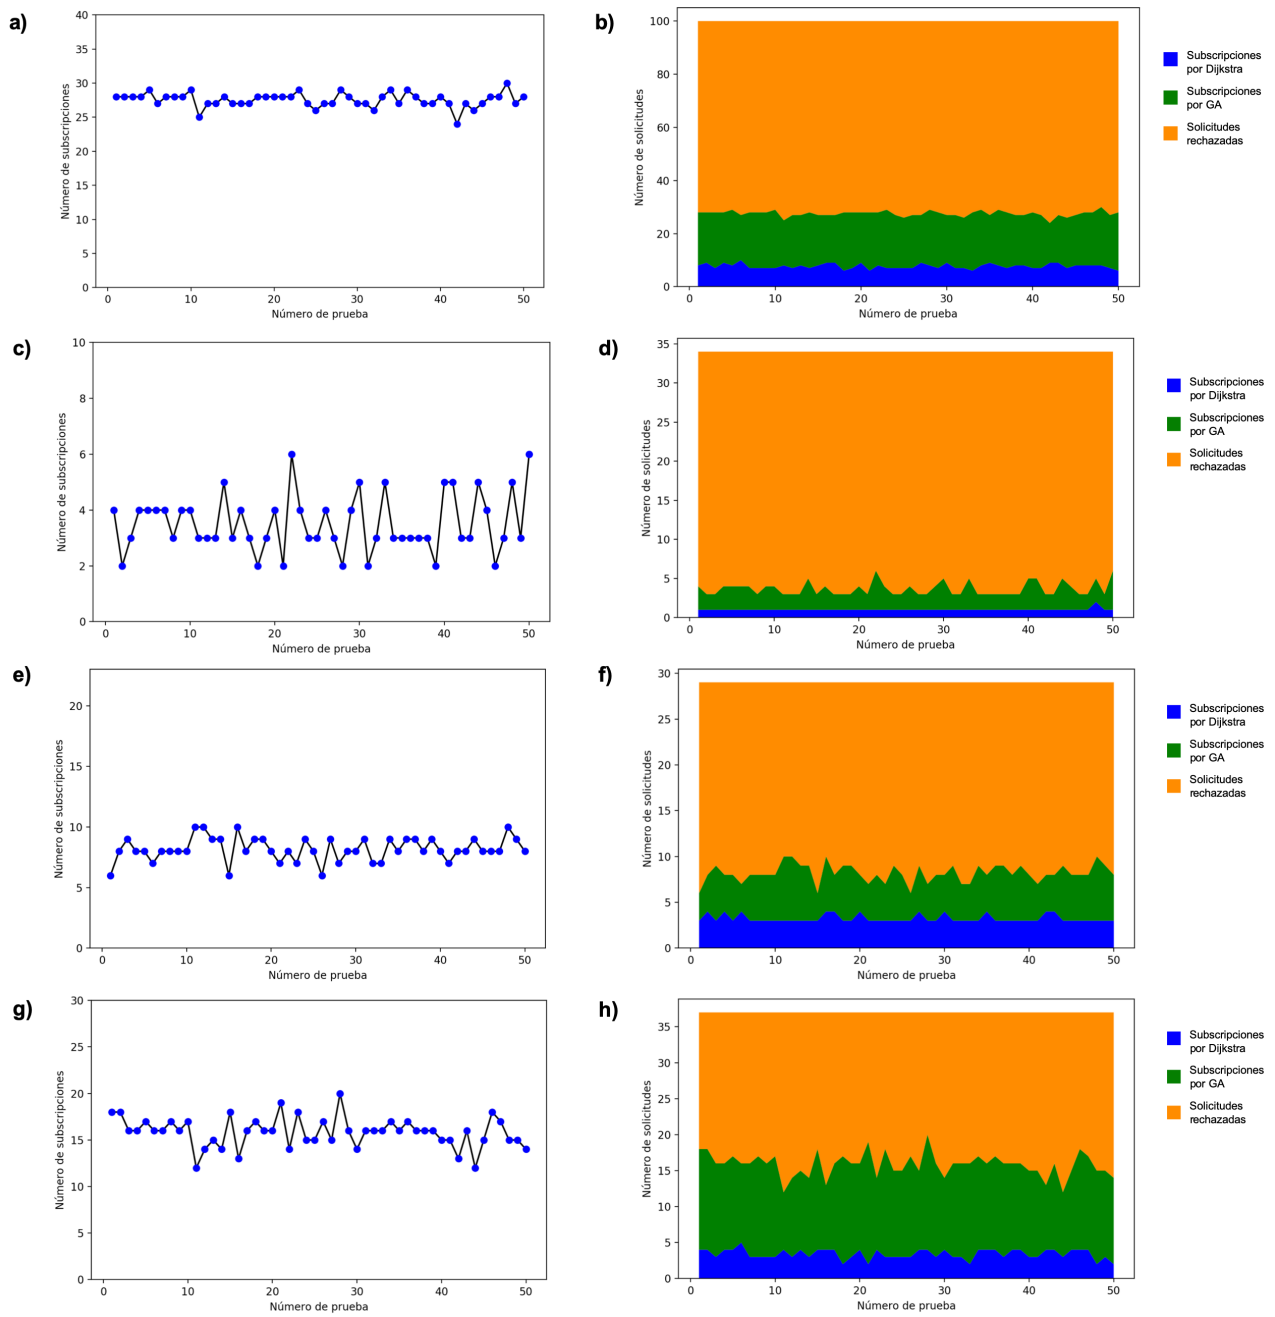 a)
40
35
30
25
20
15
10
5
0
Número de subscripciones
0 10 20 30 40 50
Número de prueba
b)
100
80
60
40
20
0
Número de solicitudes
0 10 20 30 40 50
Número de prueba
Subscripciones
por Dijkstra
Subscripciones
por GA
Solicitudes
rechazadas
c)
10
8
6
4
2
0
Número de subscripciones
0 10 20 30 40 50
Número de prueba
d)
35
30
25
20
15
10
5
0
Número de solicitudes
0 10 20 30 40 50
Número de prueba
Subscripciones
por Dijkstra
Subscripciones
por GA
Solicitudes
rechazadas
e)
20
15
10
5
0
Número de subscripciones
0 10 20 30 40 50
Número de prueba
f)
30
25
20
15
10
5
0
Número de solicitudes
0 10 20 30 40 50
Número de prueba
Subscripciones
por Dijkstra
Subscripciones
por GA
Solicitudes
rechazadas
g)
30
25
20
15
10
5
0
Número de subscripciones
0 10 20 30 40 50
Número de prueba
h)
35
30
25
20
15
10
5
0
Número de solicitudes
0 10 20 30 40 50
Número de prueba
Subscripciones
por Dijkstra
Subscripciones
por GA
Solicitudes
rechazadas